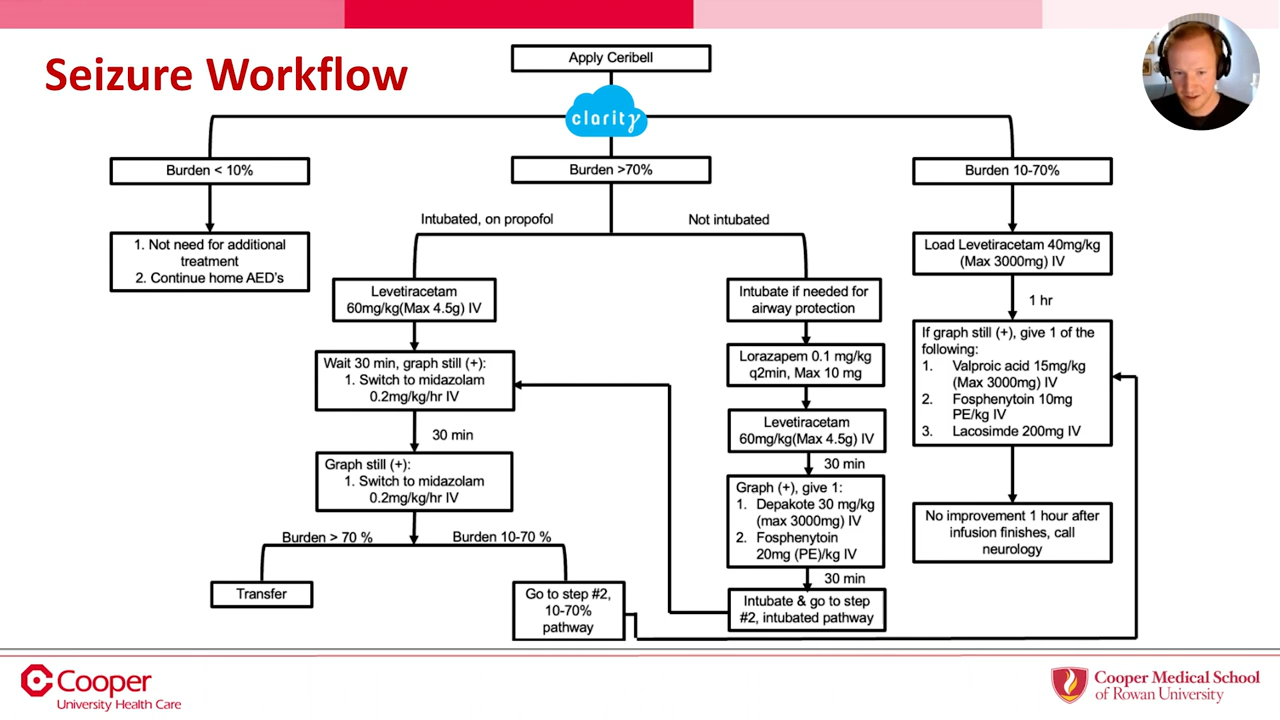 Seizure Workflow
Apply Ceribell
clarity
Burden < 10%
Burden >70%
Burden 10-70%
1. Not need for additional
treatment
2. Continue home AED's
Intubated, on propofol
Not intubated
Levetiracetam
60mg/kg(Max 4.5g) IV
Wait 30 min, graph still (+):
1. Switch to midazolam
0.2mg/kg/hr IV
30 min
Graph still (+):
1. Switch to midazolam
0.2mg/kg/hr IV
Burden > 70 %
Burden 10-70 %
Transfer
Go to step #2,
10-70%
pathway
Intubate if needed for
airway protection
Lorazapem 0.1 mg/kg
q2min, Max 10 mg
Levetiracetam
60mg/kg(Max 4.5g) IV
30 min
Graph (+), give 1:
1. Depakote 30 mg/kg
(max 3000mg) IV
2. Fosphenytoin
20mg (PE)/kg IV
30 min
Intubate & go to step
#2, intubated pathway
Load Levetiracetam 40mg/kg
(Max 3000mg) IV
1 hr
If graph still (+), give 1 of the
following:
1. Valproic acid 15mg/kg
(Max 3000mg) IV
2. Fosphenytoin 10mg
PE/kg IV
3. Lacosimde 200mg IV
No improvement 1 hour after
infusion finishes, call
neurology
Cooper
University Health Care
Cooper Medical School
of Rowan University